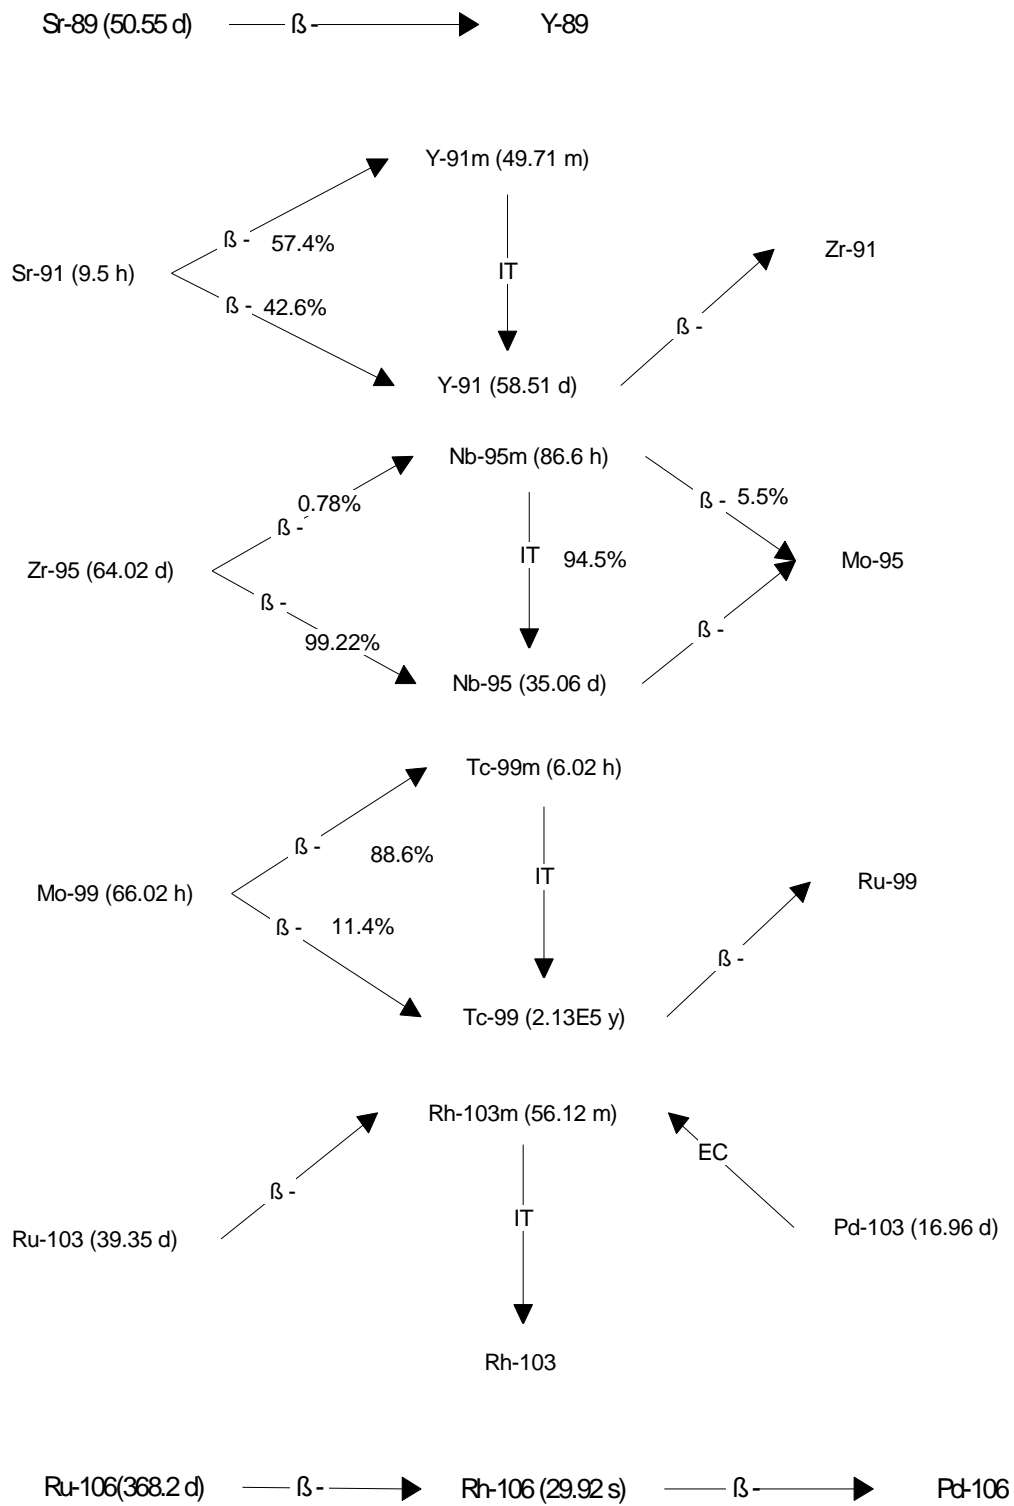 Sr-89 (50.55 d) ß - Y-89
Y-91m (49.71 m)
ß - 57.4%
Zr-91
Sr-91 (9.5 h)
IT
ß - 42.6%
ß -
Y-91 (58.51 d)
Nb-95m (86.6 h)
0.78%
ß - 5.5%
ß -
IT 94.5%
Mo-95
Zr-95 (64.02 d)
ß -
99.22%
ß -
Nb-95 (35.06 d)
Tc-99m (6.02 h)
ß - 88.6%
IT
Ru-99
Mo-99 (66.02 h)
ß - 11.4%
ß -
Tc-99 (2.13E5 y)
Rh-103m (56.12 m)
EC
ß -
IT
Ru-103 (39.35 d)
Pd-103 (16.96 d)
Rh-103
Ru-106(368.2 d) ß - Rh-106 (29.92 s) ß - Pd-106